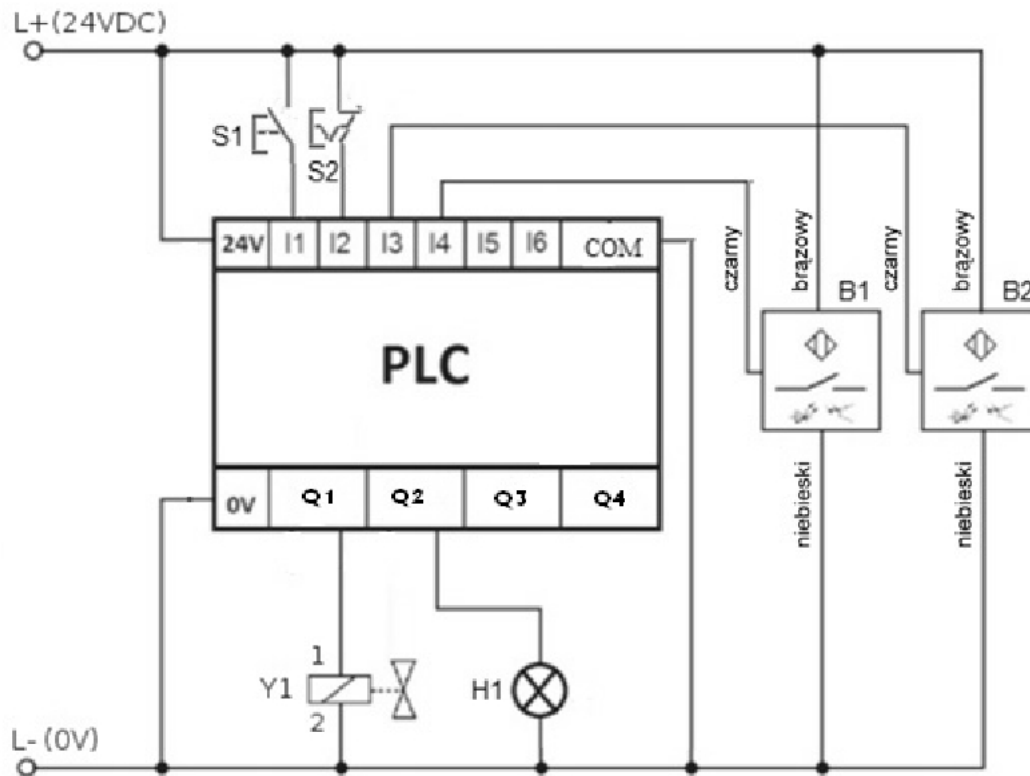 L+(24VDC)
S1
S2
24V I1 I2 I3 I4 I5 I6 COM
czarny
brązowy
czarny
brązowy
B1
B2
PLC
0V Q1 Q2 Q3 Q4
niebieski
niebieski
1
Y1
2
H1
L- (0V)